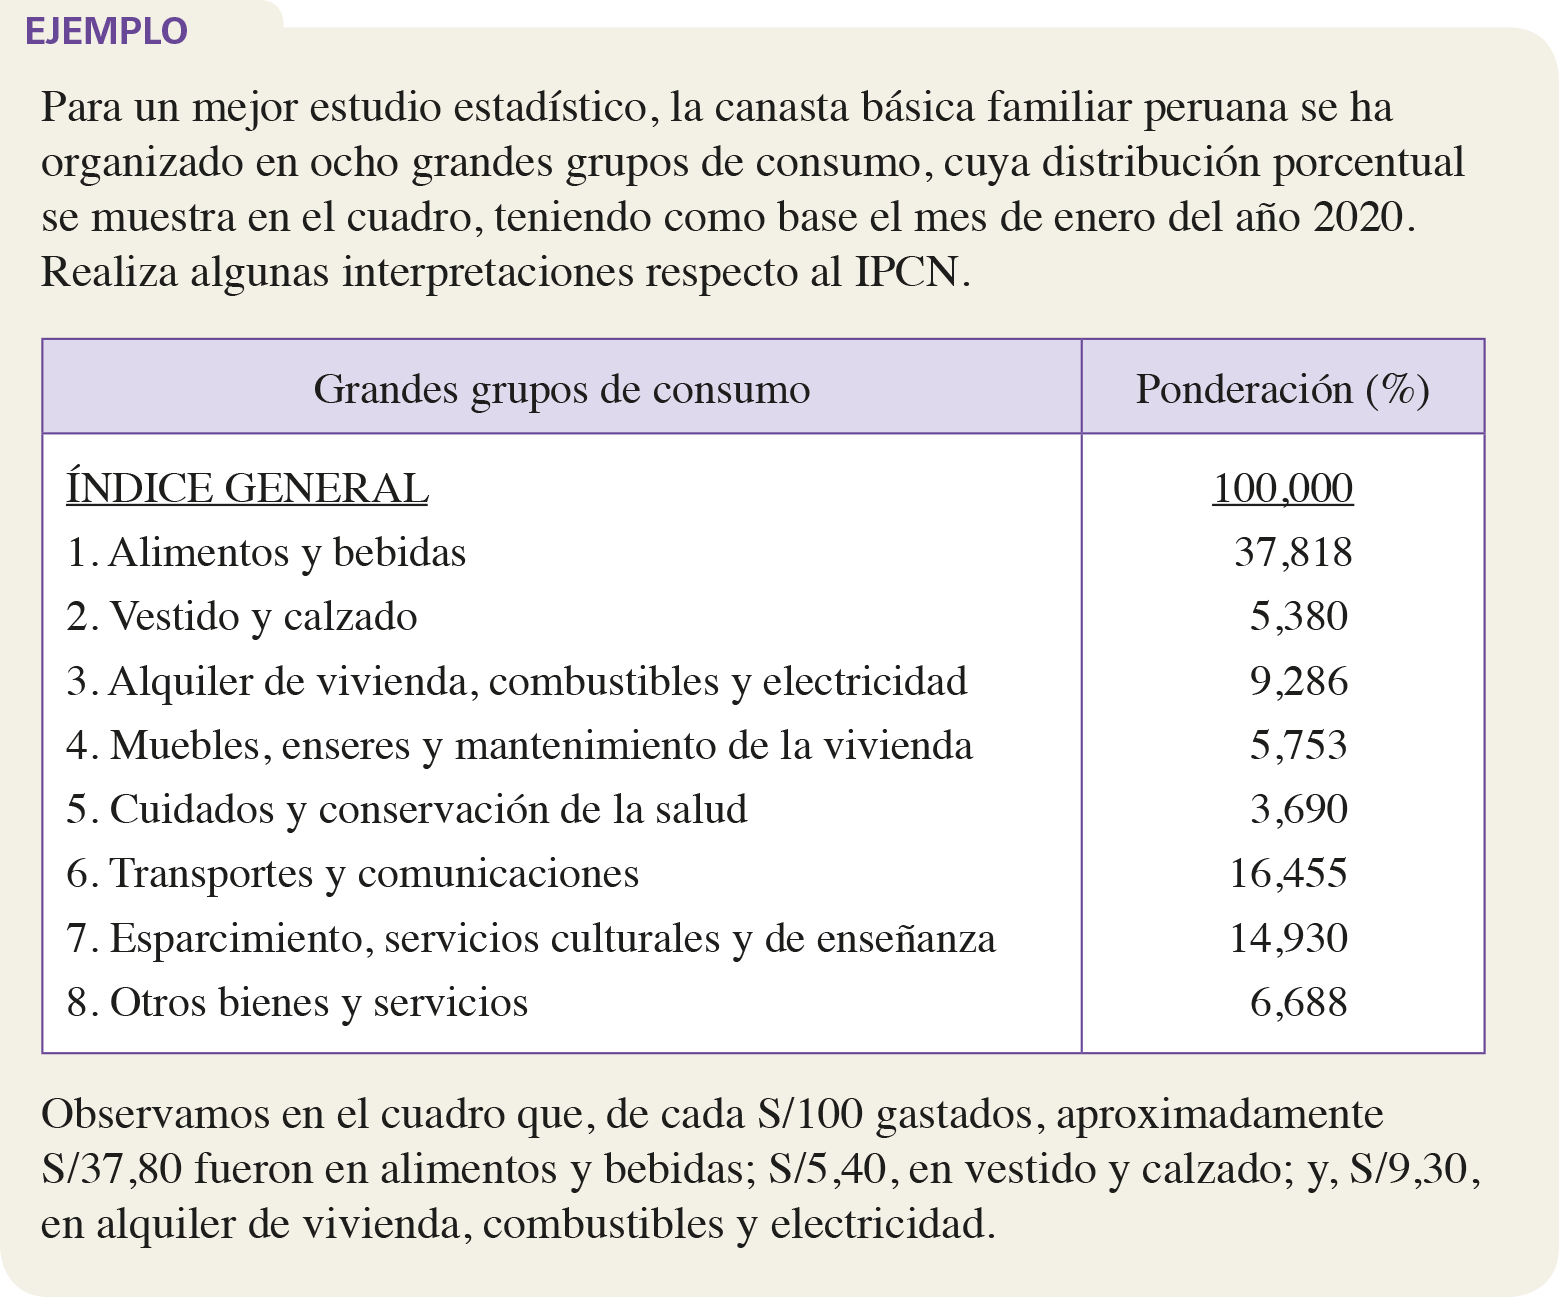 EJEMPLO
Para un mejor estudio estadístico, la canasta básica familiar peruana se ha
organizado en ocho grandes grupos de consumo, cuya distribución porcentual
se muestra en el cuadro, teniendo como base el mes de enero del año 2020.
Realiza algunas interpretaciones respecto al IPCN.
Grandes grupos de consumo Ponderación (%)
ÍNDICE GENERAL 100,000
1. Alimentos y bebidas 37,818
2. Vestido y calzado 5,380
3. Alquiler de vivienda, combustibles y electricidad 9,286
4. Muebles, enseres y mantenimiento de la vivienda 5,753
5. Cuidados y conservación de la salud 3,690
6. Transportes y comunicaciones 16,455
7. Esparcimiento, servicios culturales y de enseñanza 14,930
8. Otros bienes y servicios 6,688
Observamos en el cuadro que, de cada S/100 gastados, aproximadamente
S/37,80 fueron en alimentos y bebidas; S/5,40, en vestido y calzado; y, S/9,30,
en alquiler de vivienda, combustibles y electricidad.